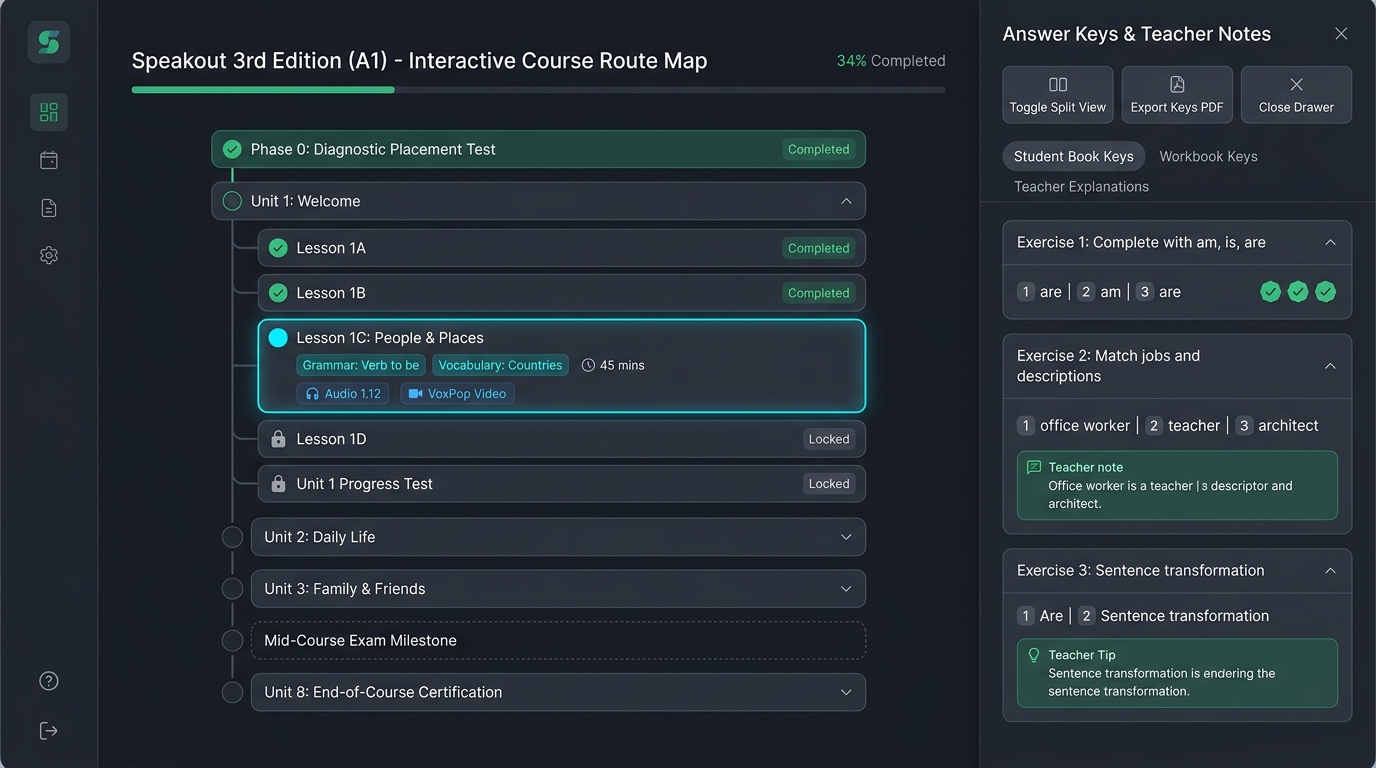 Speakout 3rd Edition (A1) - Interactive Course Route Map
34% Completed
Phase 0: Diagnostic Placement Test
Completed
Unit 1: Welcome
Lesson 1A
Completed
Lesson 1B
Completed
Lesson 1C: People & Places
Grammar: Verb to be
Vocabulary: Countries
45 mins
Audio 1.12
VoxPop Video
Lesson 1D
Locked
Unit 1 Progress Test
Locked
Unit 2: Daily Life
Unit 3: Family & Friends
Mid-Course Exam Milestone
Unit 8: End-of-Course Certification
Answer Keys & Teacher Notes
Toggle Split View
Export Keys PDF
Close Drawer
Student Book Keys
Workbook Keys
Teacher Explanations
Exercise 1: Complete with am, is, are
1 are | 2 am | 3 are
Exercise 2: Match jobs and
descriptions
1 office worker | 2 teacher | 3 architect
Teacher note
Office worker is a teacher | 3 descriptor and
architect.
Exercise 3: Sentence transformation
1 Are | 2 Sentence transformation
Teacher Tip
Sentence transformation is endering the
sentence transformation.